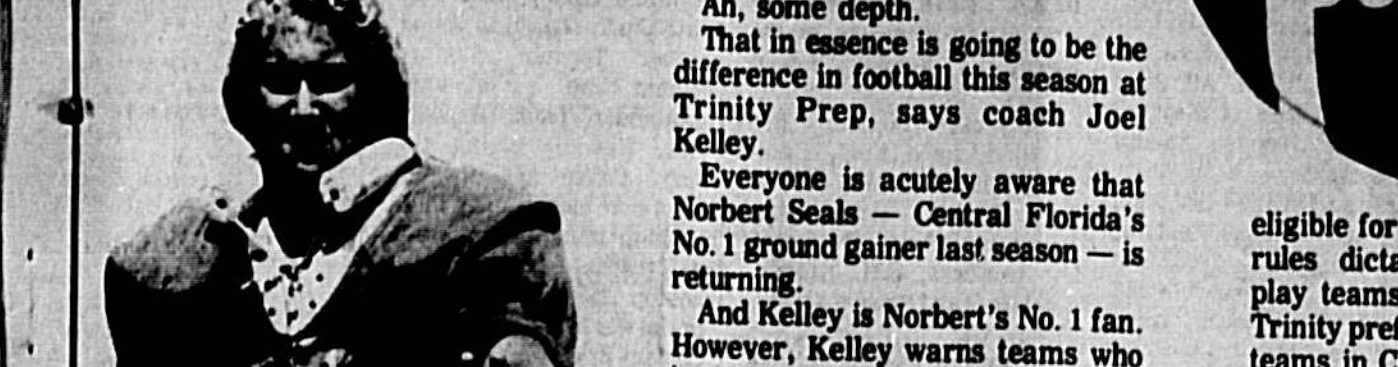 Ah, some depth.
That in essence is going to be the
difference in football this season at
Trinity Prep, says coach Joel
Kelley.
Everyone is acutely aware that
Norbert Seals — Central Florida's
No. 1 ground gainer last season — is
returning.
And Kelley is Norbert's No. 1 fan.
However, Kelley warns teams who
eligible for
rules dicta
play teams
Trinity pre
teams in C